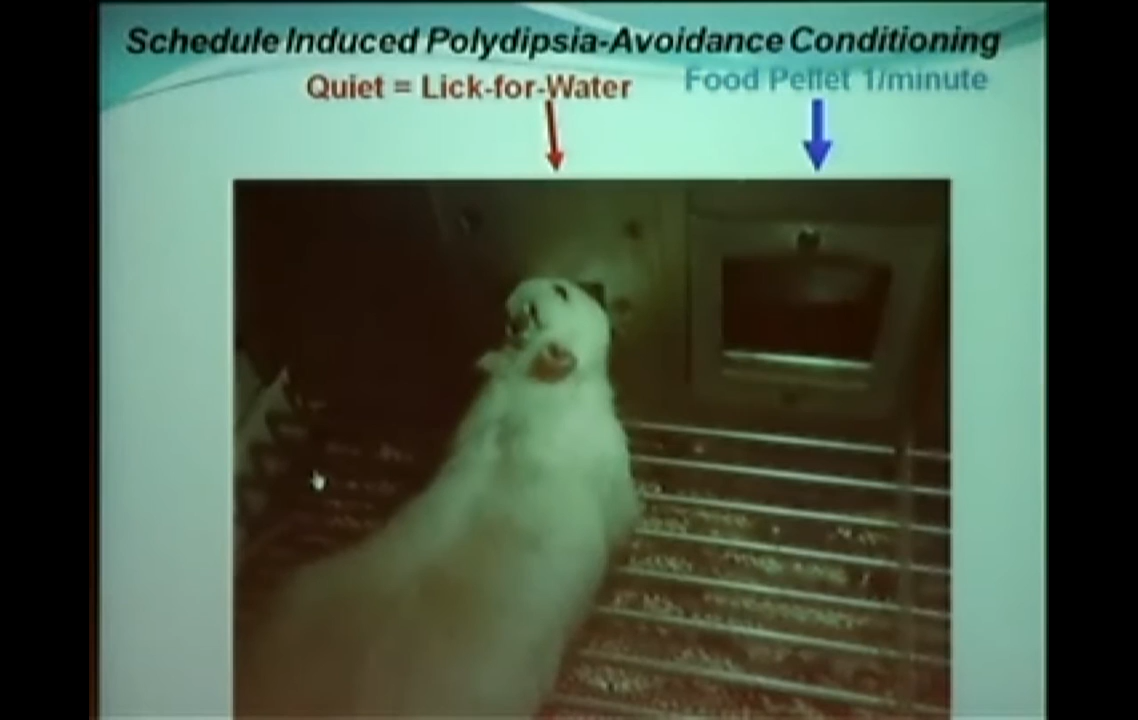 Schedule Induced Polydipsia-Avoidance Conditioning
Quiet = Lick-for-Water
Food Pellet 1/minute